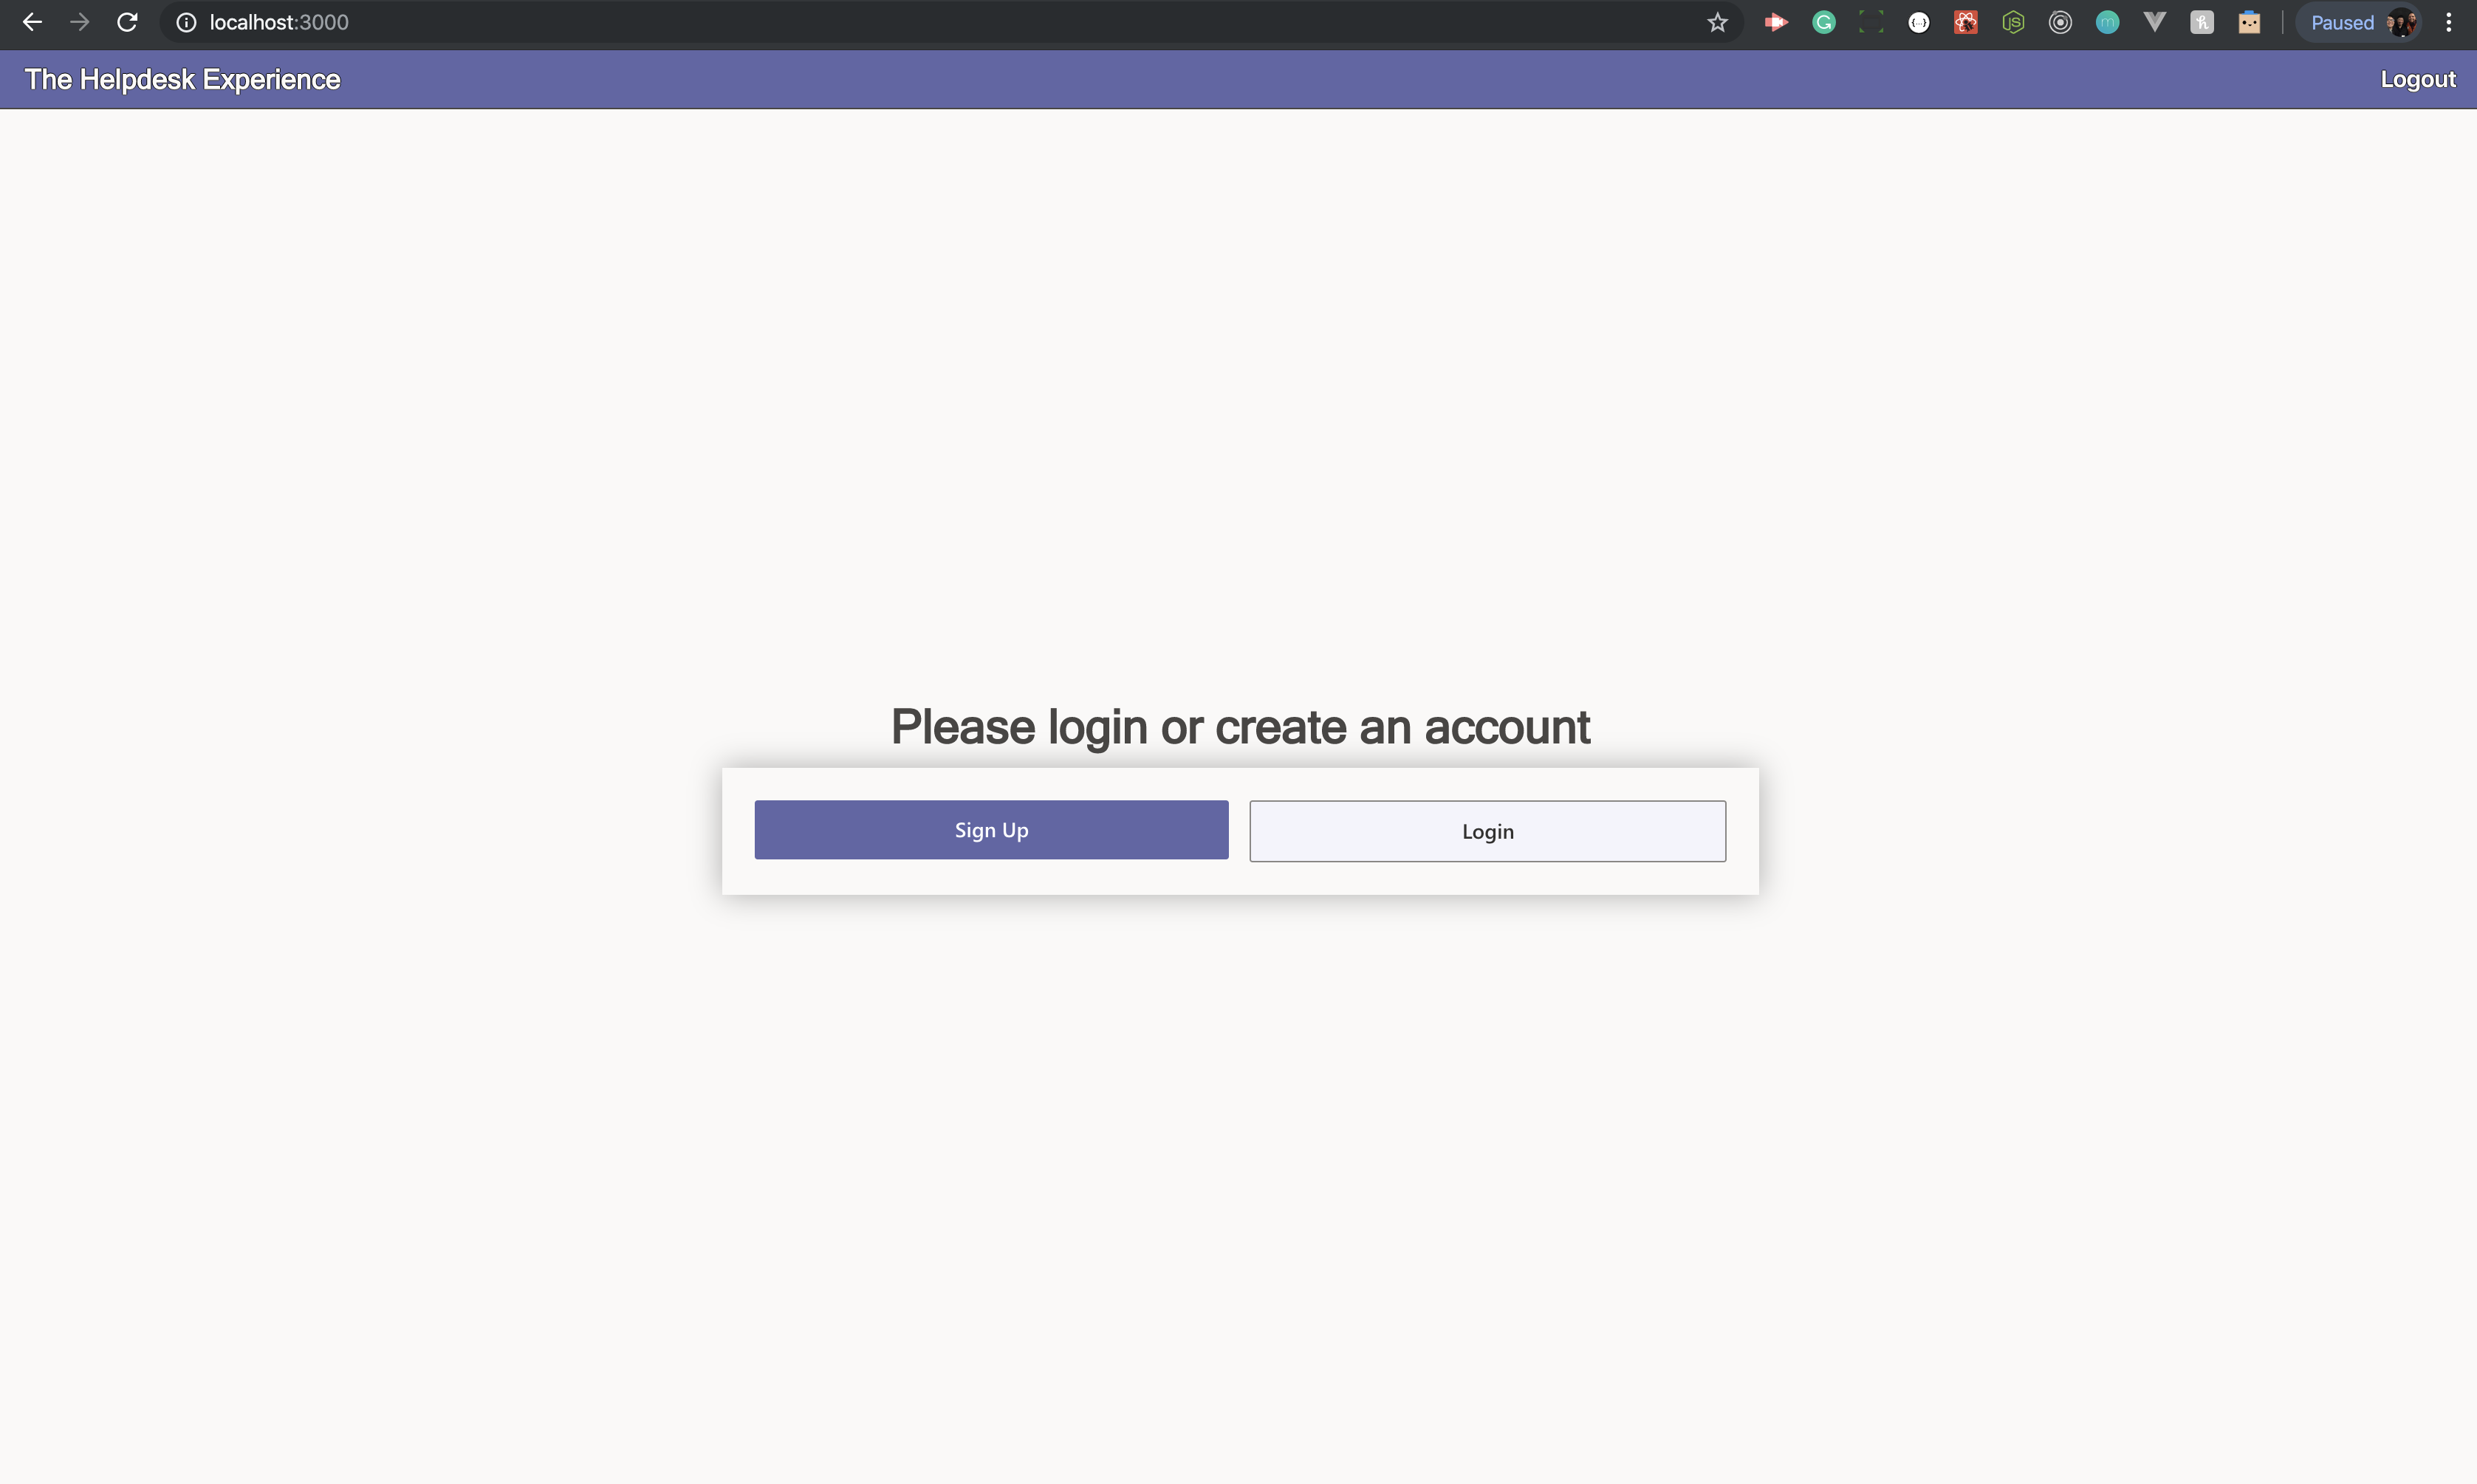 localhost:3000
Paused
The Helpdesk Experience
Logout
Please login or create an account
Sign Up
Login